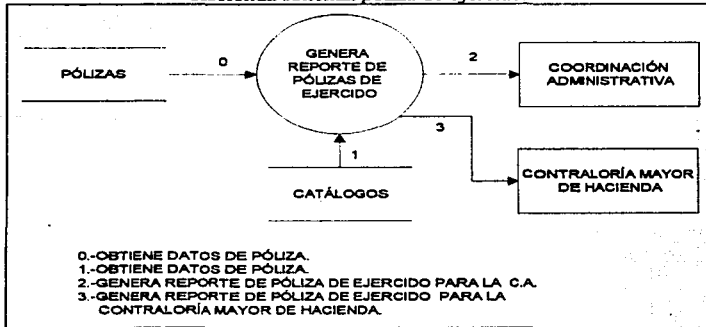 PÓLIZAS
0
GENERA
REPORTE DE
PÓLIZAS DE
EJERCIDO
2
COORDINACIÓN
ADMINISTRATIVA
3
1
CATÁLOGOS
CONTRALORÍA MAYOR
DE HACIENDA
0.-OBTIENE DATOS DE PÓLIZA.
1.-OBTIENE DATOS DE PÓLIZA.
2.-GENERA REPORTE DE PÓLIZA DE EJERCIDO PARA LA C.A.
3.-GENERA REPORTE DE PÓLIZA DE EJERCIDO PARA LA
CONTRALORÍA MAYOR DE HACIENDA.